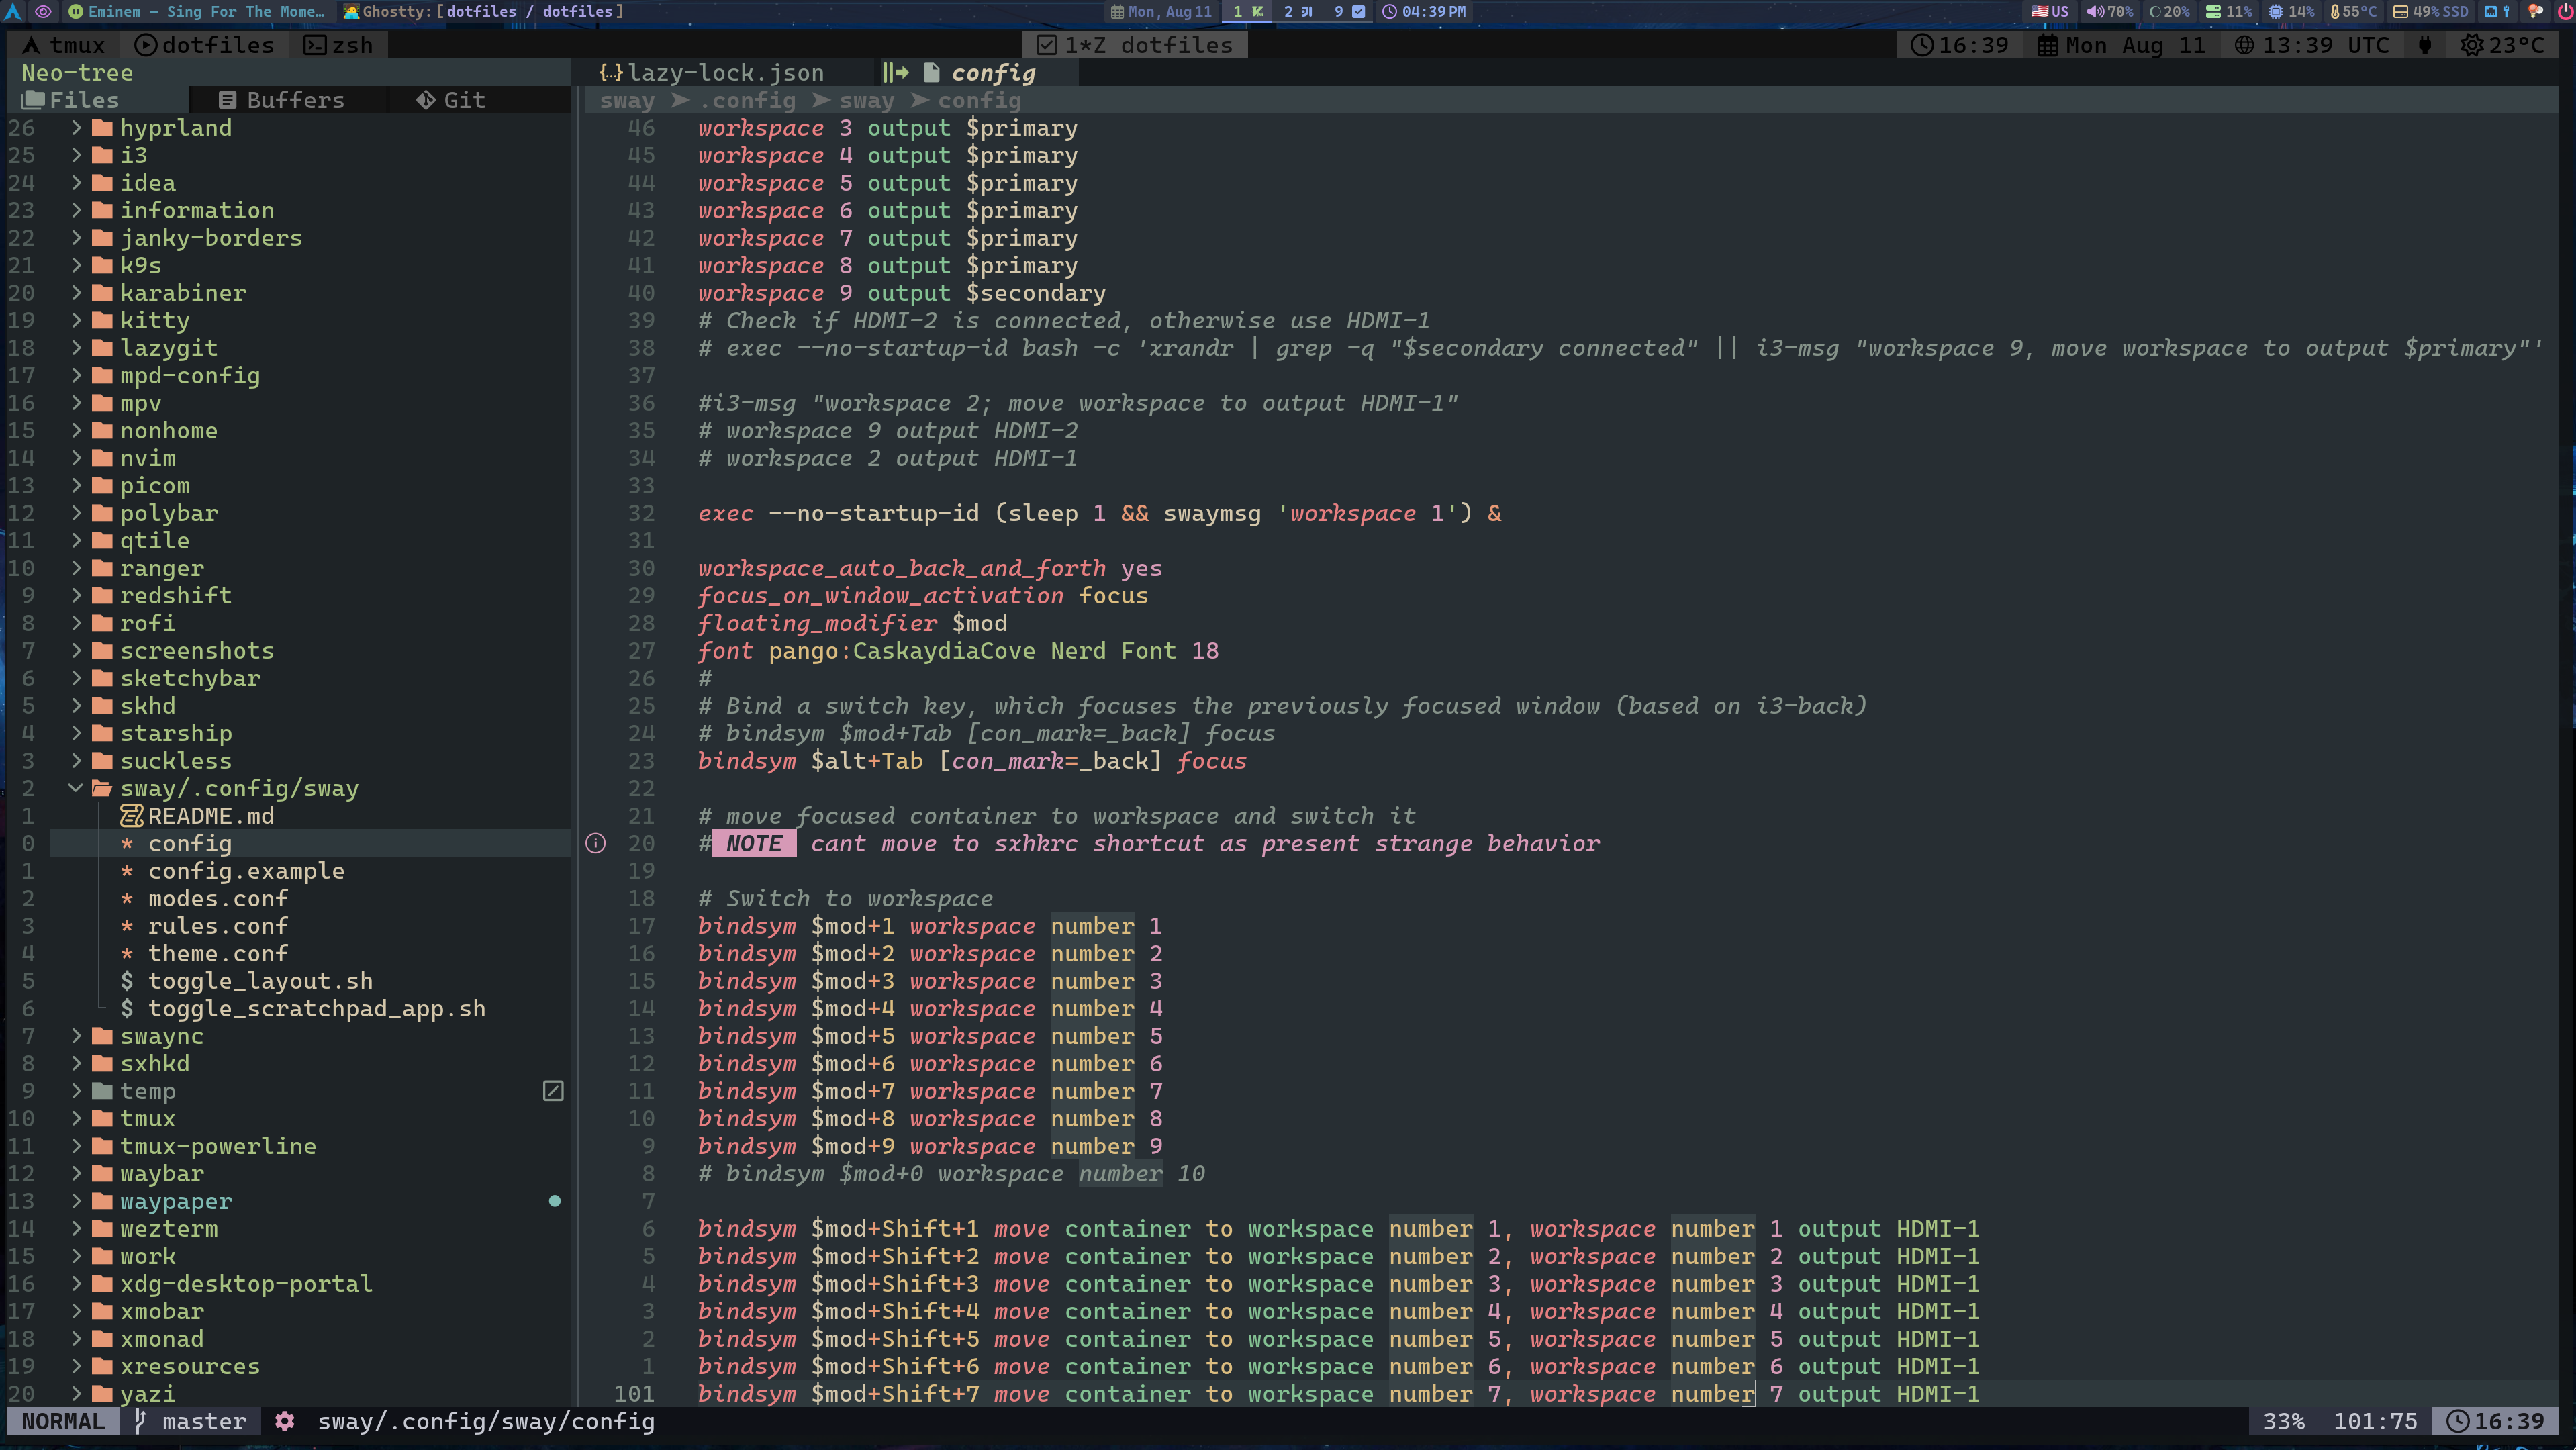 Eminem - Sing For The Mome… Ghostty: [ dotfiles / dotfiles ] Mon, Aug 11 1 2 9 04:39 PM US 70% 20% 11% 14% 55°C 49% SSD
tmux dotfiles zsh 1*Z dotfiles 16:39 Mon Aug 11 13:39 UTC 23°C
Neo-tree
lazy-lock.json config
Files Buffers Git
sway .config sway config
26 hyprland
25 i3
24 idea
23 information
22 janky-borders
21 k9s
20 karabiner
19 kitty
18 lazygit
17 mpd-config
16 mpv
15 nonhome
14 nvim
13 picom
12 polybar
11 qtile
10 ranger
9 redshift
8 rofi
7 screenshots
6 sketchybar
5 skhd
4 starship
3 suckless
2 sway/.config/sway
1 README.md
0 * config
1 * config.example
2 * modes.conf
3 * rules.conf
4 * theme.conf
5 $ toggle_layout.sh
6 $ toggle_scratchpad_app.sh
7 swaync
8 sxhkd
9 temp
10 tmux
11 tmux-powerline
12 waybar
13 waypaper
14 wezterm
15 work
16 xdg-desktop-portal
17 xmobar
18 xmonad
19 xresources
20 yazi
46 workspace 3 output $primary
45 workspace 4 output $primary
44 workspace 5 output $primary
43 workspace 6 output $primary
42 workspace 7 output $primary
41 workspace 8 output $primary
40 workspace 9 output $secondary
39 # Check if HDMI-2 is connected, otherwise use HDMI-1
38 # exec --no-startup-id bash -c 'xrandr | grep -q "$secondary connected" || i3-msg "workspace 9, move workspace to output $primary"'
37
36 #i3-msg "workspace 2; move workspace to output HDMI-1"
35 # workspace 9 output HDMI-2
34 # workspace 2 output HDMI-1
33
32 exec --no-startup-id (sleep 1 && swaymsg 'workspace 1') &
31
30 workspace_auto_back_and_forth yes
29 focus_on_window_activation focus
28 floating_modifier $mod
27 font pango:CaskaydiaCove Nerd Font 18
26 #
25 # Bind a switch key, which focuses the previously focused window (based on i3-back)
24 # bindsym $mod+Tab [con_mark=_back] focus
23 bindsym $alt+Tab [con_mark=_back] focus
22
21 # move focused container to workspace and switch it
20 # NOTE cant move to sxhkrc shortcut as present strange behavior
19
18 # Switch to workspace
17 bindsym $mod+1 workspace number 1
16 bindsym $mod+2 workspace number 2
15 bindsym $mod+3 workspace number 3
14 bindsym $mod+4 workspace number 4
13 bindsym $mod+5 workspace number 5
12 bindsym $mod+6 workspace number 6
11 bindsym $mod+7 workspace number 7
10 bindsym $mod+8 workspace number 8
9 bindsym $mod+9 workspace number 9
8 # bindsym $mod+0 workspace number 10
7
6 bindsym $mod+Shift+1 move container to workspace number 1, workspace number 1 output HDMI-1
5 bindsym $mod+Shift+2 move container to workspace number 2, workspace number 2 output HDMI-1
4 bindsym $mod+Shift+3 move container to workspace number 3, workspace number 3 output HDMI-1
3 bindsym $mod+Shift+4 move container to workspace number 4, workspace number 4 output HDMI-1
2 bindsym $mod+Shift+5 move container to workspace number 5, workspace number 5 output HDMI-1
1 bindsym $mod+Shift+6 move container to workspace number 6, workspace number 6 output HDMI-1
101 bindsym $mod+Shift+7 move container to workspace number 7, workspace number 7 output HDMI-1
NORMAL master sway/.config/sway/config 33% 101:75 16:39